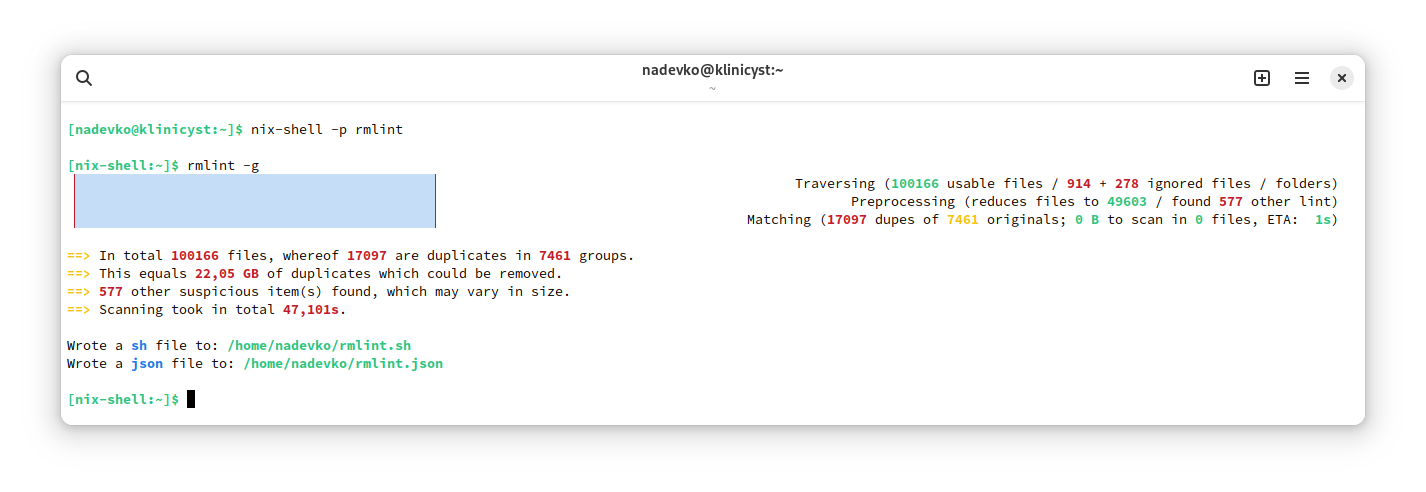 nadevko@klinicyst:~
~
[nadevko@klinicyst:~]$ nix-shell -p rmlint
[nix-shell:~]$ rmlint -g
Traversing (100166 usable files / 914 + 278 ignored files / folders)
Preprocessing (reduces files to 49603 / found 577 other lint)
Matching (17097 dupes of 7461 originals; 0 B to scan in 0 files, ETA:  1s)
==> In total 100166 files, whereof 17097 are duplicates in 7461 groups.
==> This equals 22,05 GB of duplicates which could be removed.
==> 577 other suspicious item(s) found, which may vary in size.
==> Scanning took in total 47,101s.
Wrote a sh file to: /home/nadevko/rmlint.sh
Wrote a json file to: /home/nadevko/rmlint.json
[nix-shell:~]$